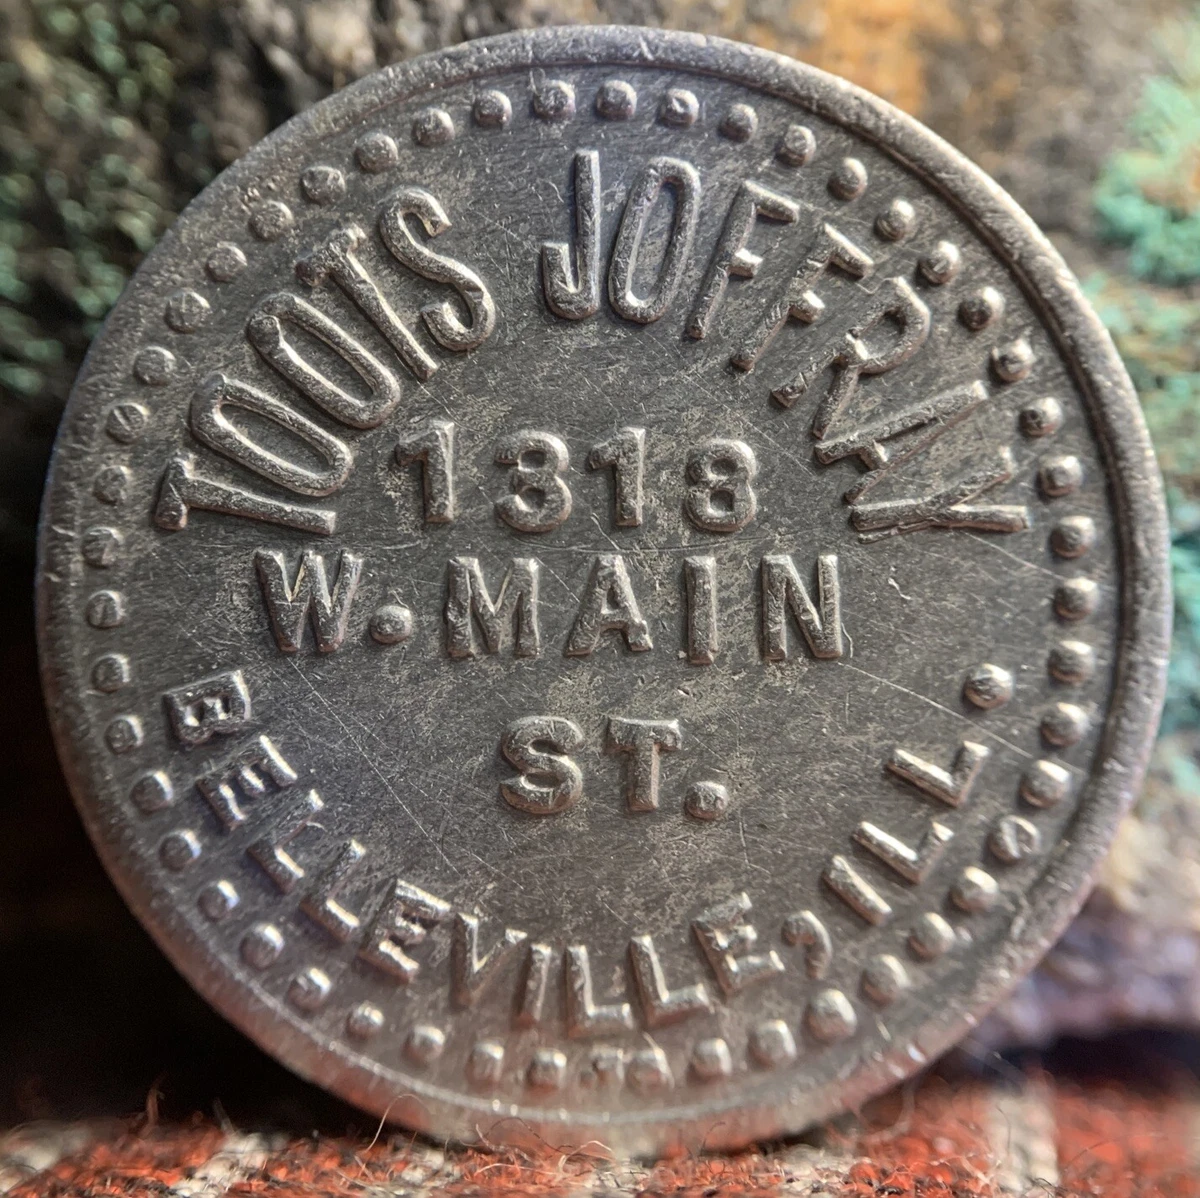 TOOTS JOFFRAY
1318
W. MAIN
ST.
BELLEVILLE, ILL.